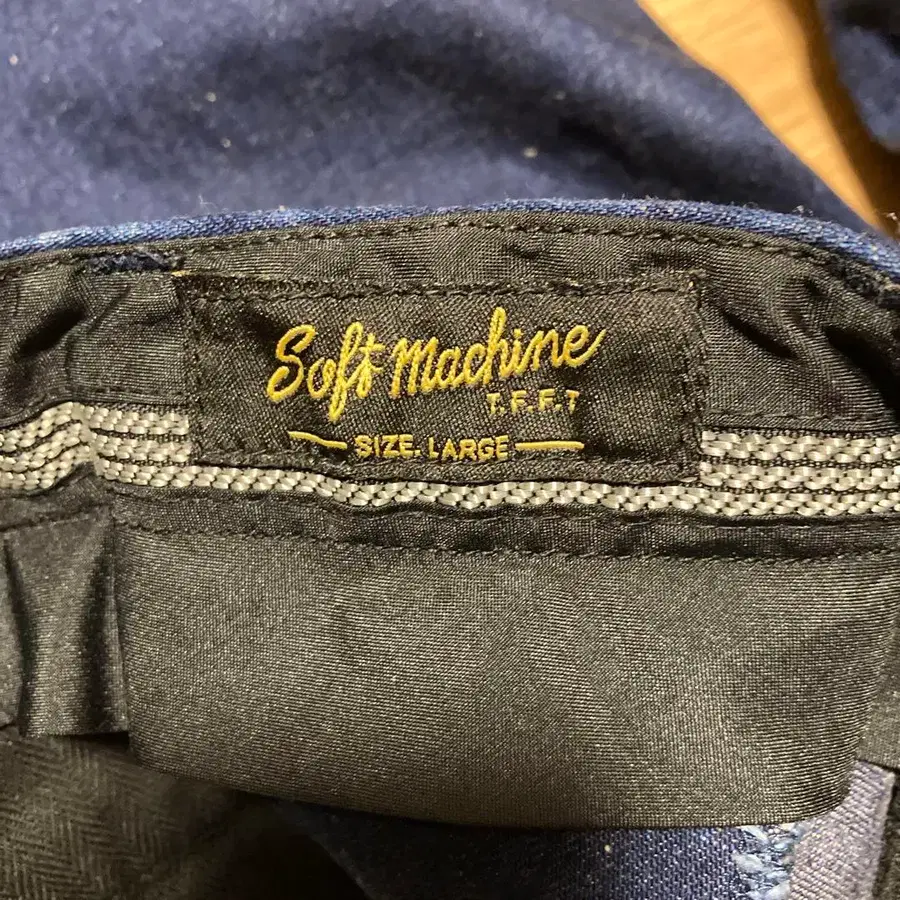 Soft machine
T.F.F.T
SIZE. LARGE